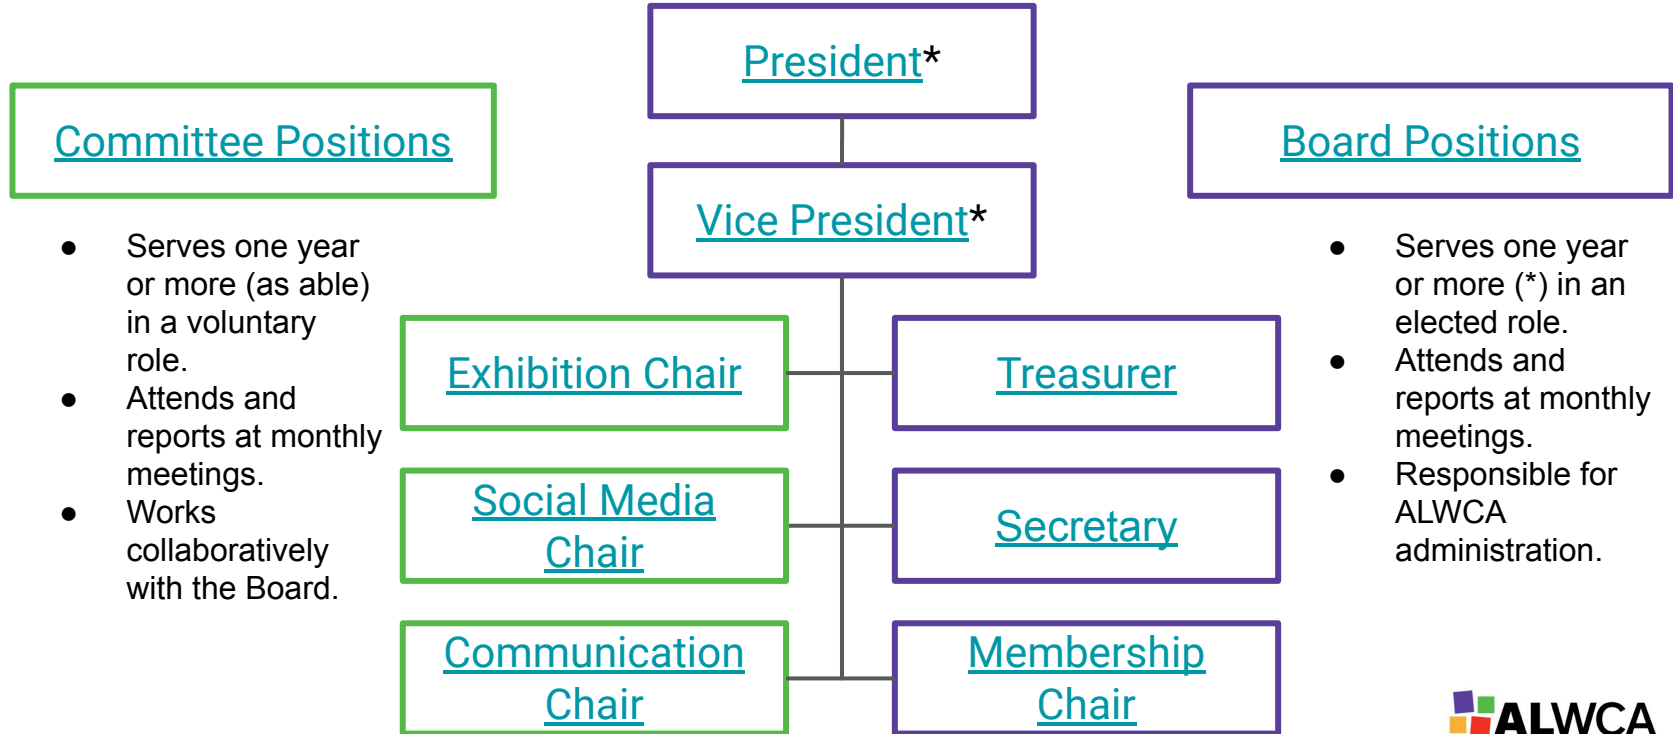 President*
Committee Positions
Board Positions
Vice President*
● Serves one year
or more (as able)
in a voluntary
role.
● Attends and
reports at monthly
meetings.
● Works
collaboratively
with the Board.
Exhibition Chair
Treasurer
Social Media
Chair
Secretary
Communication
Chair
Membership
Chair
● Serves one year
or more (*) in an
elected role.
● Attends and
reports at monthly
meetings.
● Responsible for
ALWCA
administration.
ALWCA